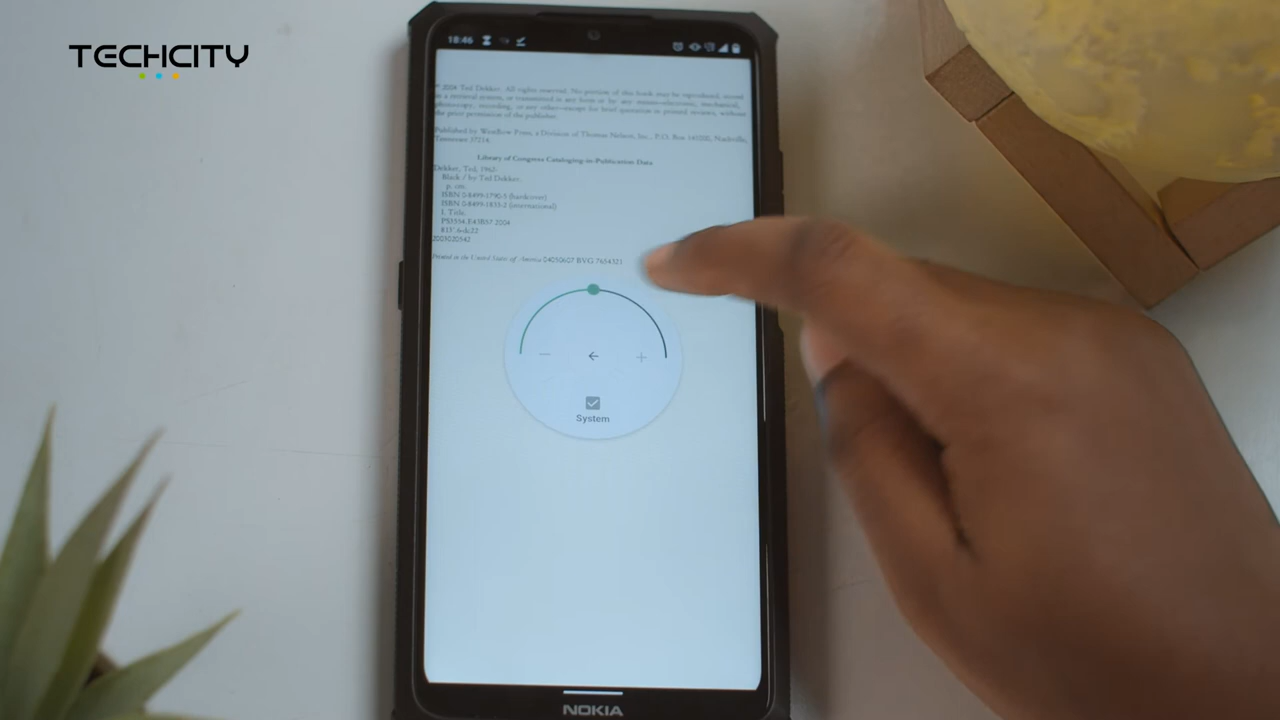 TECHCITY
18:46
© 2004 Ted Dekker. All rights reserved. No portion of this book may be reproduced, stored
in a retrieval system, or transmitted in any form or by any means—electronic, mechanical,
photocopy, recording, or any other—except for brief quotation in printed reviews, without
the prior permission of the publisher.
Published by WestBow Press, a Division of Thomas Nelson, Inc., P.O. Box 141000, Nashville,
Tennessee 37214.
Library of Congress Cataloging-in-Publication Data
Dekker, Ted, 1962-
Black / by Ted Dekker.
p. cm.
ISBN 0-8499-1790-5 (hardcover)
ISBN 0-8499-1833-2 (international)
I. Title.
PS3554.E43B57 2004
813'.6-dc22
2003020542
Printed in the United States of America 04050607 BVG 7654321
− ← +
System
NOKIA